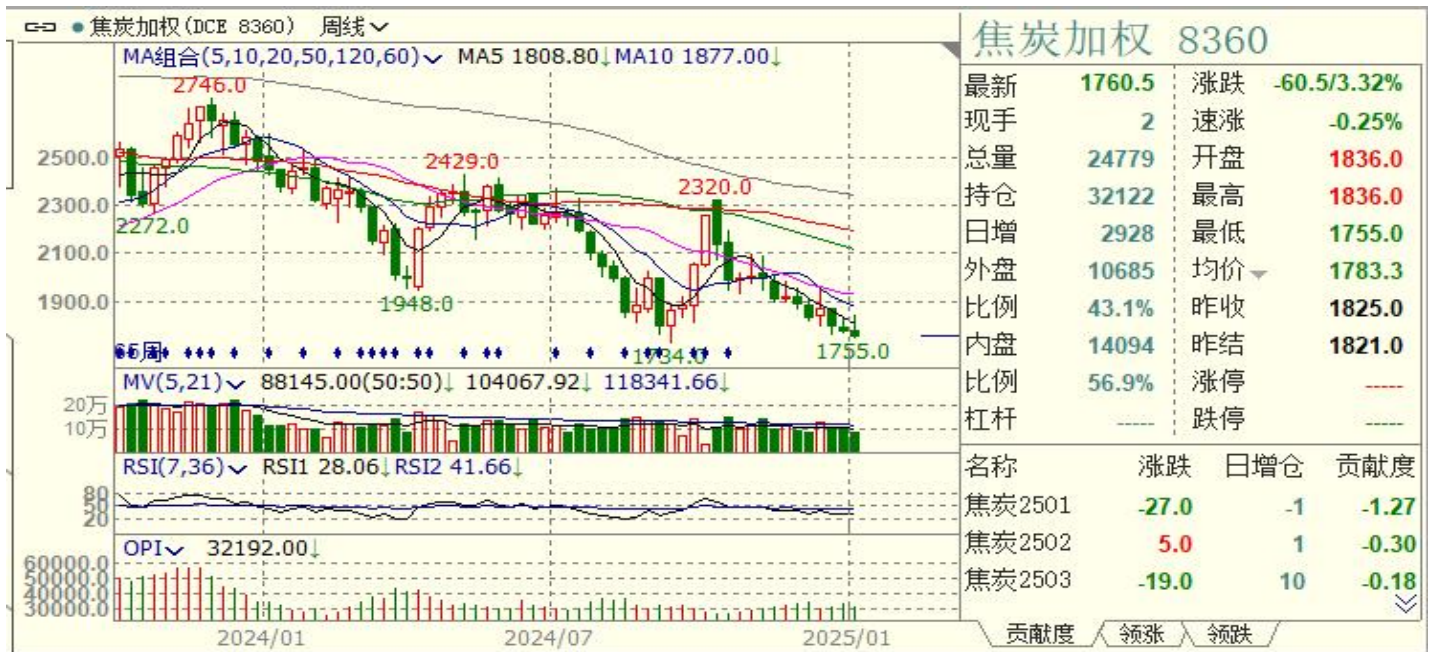 焦炭加权(DCE 8360) 周线
MA组合(5,10,20,50,120,60) MA5 1808.80↓MA10 1877.00↓
2746.0
2500.0
2429.0
2320.0
2300.0
2272.0
2100.0
1948.0
1900.0
65周
1734.0
1755.0
MV(5,21) 88145.00(50:50)↓ 104067.92↓ 118341.66↓
20万
10万
RSI(7,36) RSI1 28.06↓RSI2 41.66↓
80
50
20
OPI 32192.00↓
60000.0
50000.0
40000.0
30000.0
2024/01 2024/07 2025/01
焦炭加权 8360
最新 1760.5 涨跌 -60.5/3.32%
现手 2 速涨 -0.25%
总量 24779 开盘 1836.0
持仓 32122 最高 1836.0
日增 2928 最低 1755.0
外盘 10685 均价 1783.3
比例 43.1% 昨收 1825.0
内盘 14094 昨结 1821.0
比例 56.9% 涨停 -----
杠杆 ----- 跌停 -----
名称 涨跌 日增仓 贡献度
焦炭2501 -27.0 -1 -1.27
焦炭2502 5.0 1 -0.30
焦炭2503 -19.0 10 -0.18
贡献度 领涨 领跌